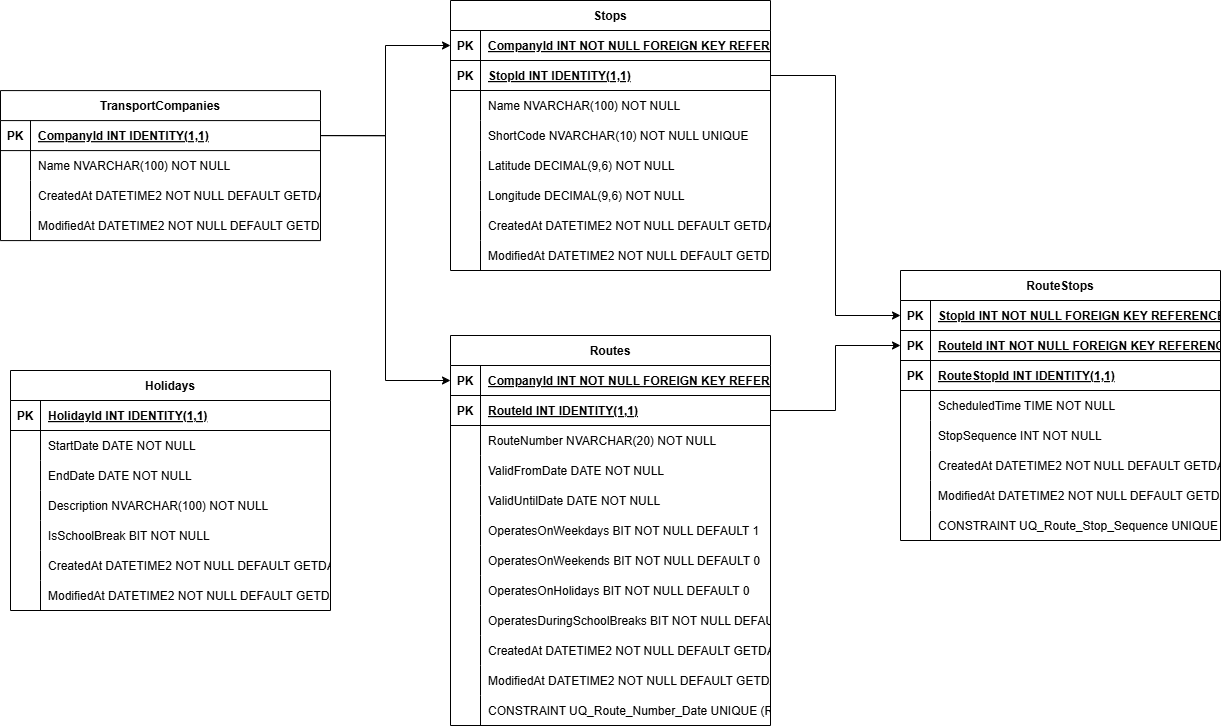 Stops
PK CompanyId INT NOT NULL FOREIGN KEY REFER
PK StopId INT IDENTITY(1,1)
Name NVARCHAR(100) NOT NULL
ShortCode NVARCHAR(10) NOT NULL UNIQUE
Latitude DECIMAL(9,6) NOT NULL
Longitude DECIMAL(9,6) NOT NULL
CreatedAt DATETIME2 NOT NULL DEFAULT GETDA
ModifiedAt DATETIME2 NOT NULL DEFAULT GETD
TransportCompanies
PK CompanyId INT IDENTITY(1,1)
Name NVARCHAR(100) NOT NULL
CreatedAt DATETIME2 NOT NULL DEFAULT GETDA
ModifiedAt DATETIME2 NOT NULL DEFAULT GETD
RouteStops
PK StopId INT NOT NULL FOREIGN KEY REFERENCE
PK RouteId INT NOT NULL FOREIGN KEY REFERENC
PK RouteStopId INT IDENTITY(1,1)
ScheduledTime TIME NOT NULL
StopSequence INT NOT NULL
CreatedAt DATETIME2 NOT NULL DEFAULT GETDA
ModifiedAt DATETIME2 NOT NULL DEFAULT GETD
CONSTRAINT UQ_Route_Stop_Sequence UNIQUE
Routes
PK CompanyId INT NOT NULL FOREIGN KEY REFER
PK RouteId INT IDENTITY(1,1)
RouteNumber NVARCHAR(20) NOT NULL
ValidFromDate DATE NOT NULL
ValidUntilDate DATE NOT NULL
OperatesOnWeekdays BIT NOT NULL DEFAULT 1
OperatesOnWeekends BIT NOT NULL DEFAULT 0
OperatesOnHolidays BIT NOT NULL DEFAULT 0
OperatesDuringSchoolBreaks BIT NOT NULL DEFAU
CreatedAt DATETIME2 NOT NULL DEFAULT GETDA
ModifiedAt DATETIME2 NOT NULL DEFAULT GETD
CONSTRAINT UQ_Route_Number_Date UNIQUE (R
Holidays
PK HolidayId INT IDENTITY(1,1)
StartDate DATE NOT NULL
EndDate DATE NOT NULL
Description NVARCHAR(100) NOT NULL
IsSchoolBreak BIT NOT NULL
CreatedAt DATETIME2 NOT NULL DEFAULT GETDA
ModifiedAt DATETIME2 NOT NULL DEFAULT GETD